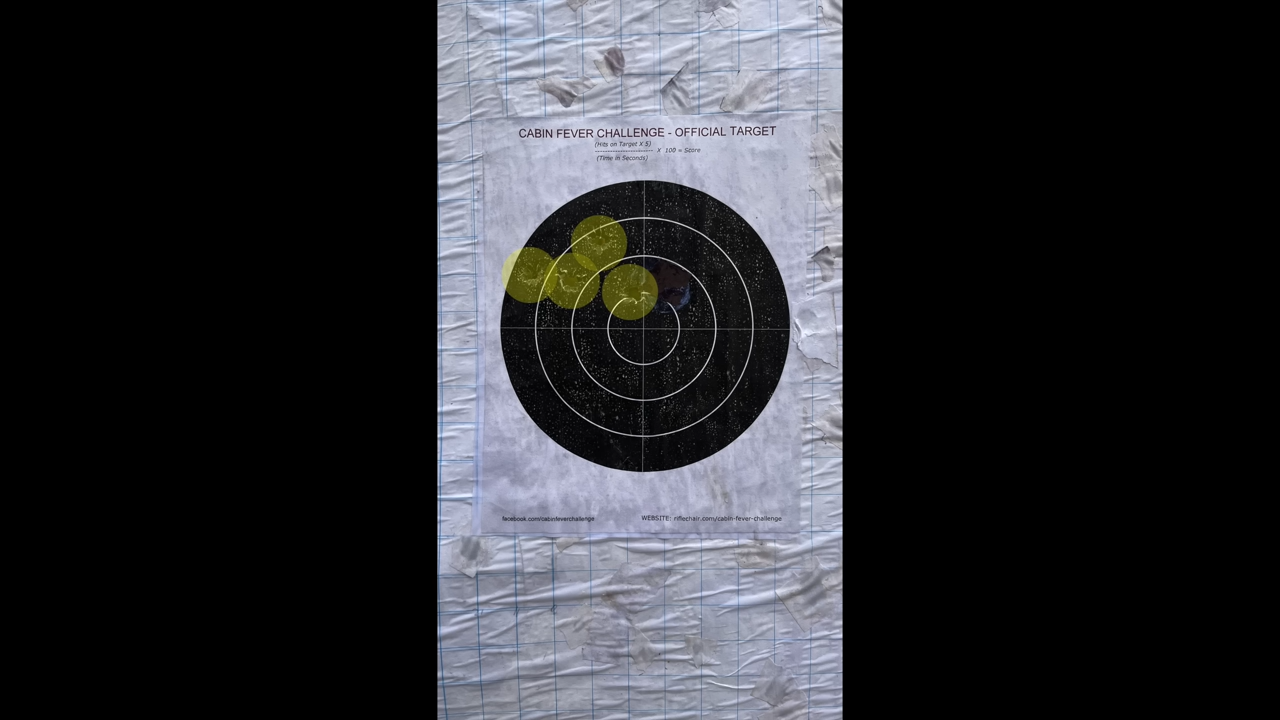 CABIN FEVER CHALLENGE - OFFICIAL TARGET
(Hits on Target X 5)
------------------------ X 100 = Score
(Time in Seconds)
facebook.com/cabinfeverchallenge
WEBSITE: riflechair.com/cabin-fever-challenge